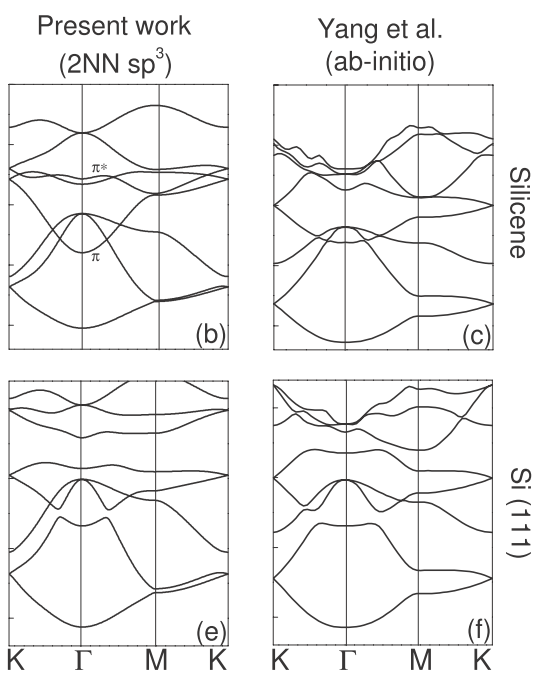 Present work
(2NN sp³)
Yang et al.
(ab-initio)
π*
π
(b)
(c)
Silicene
(e)
(f)
Si (111)
K Γ M K
K Γ M K